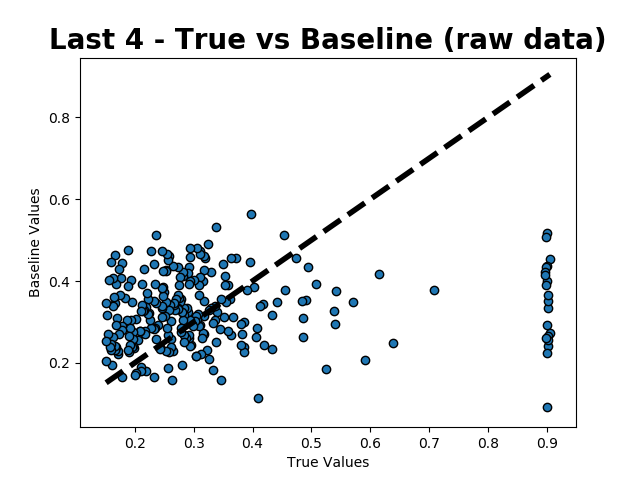 Last 4 - True vs Baseline (raw data)
0.8
0.6
0.4
0.2
Baseline Values
0.2 0.3 0.4 0.5 0.6 0.7 0.8 0.9
True Values